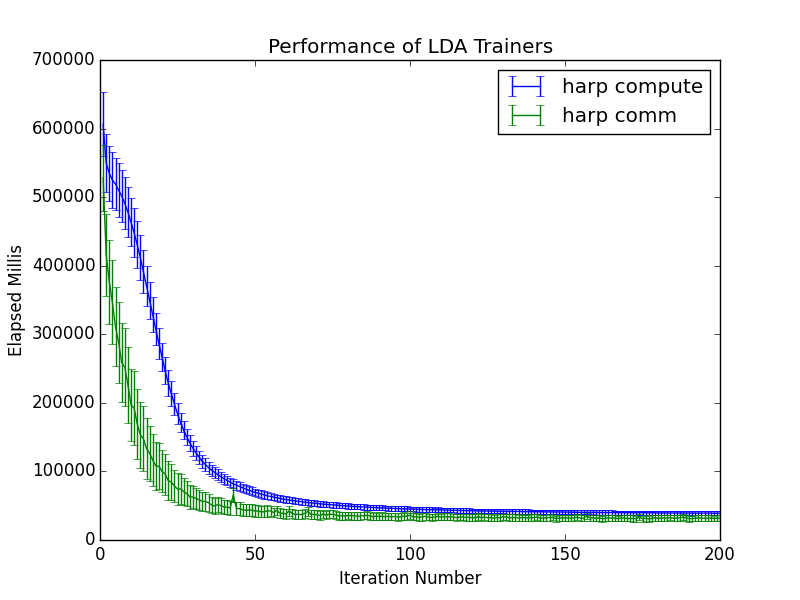 Performance of LDA Trainers
700000
600000
500000
400000
300000
200000
100000
0
harp compute
harp comm
Elapsed Millis
0 50 100 150 200
Iteration Number